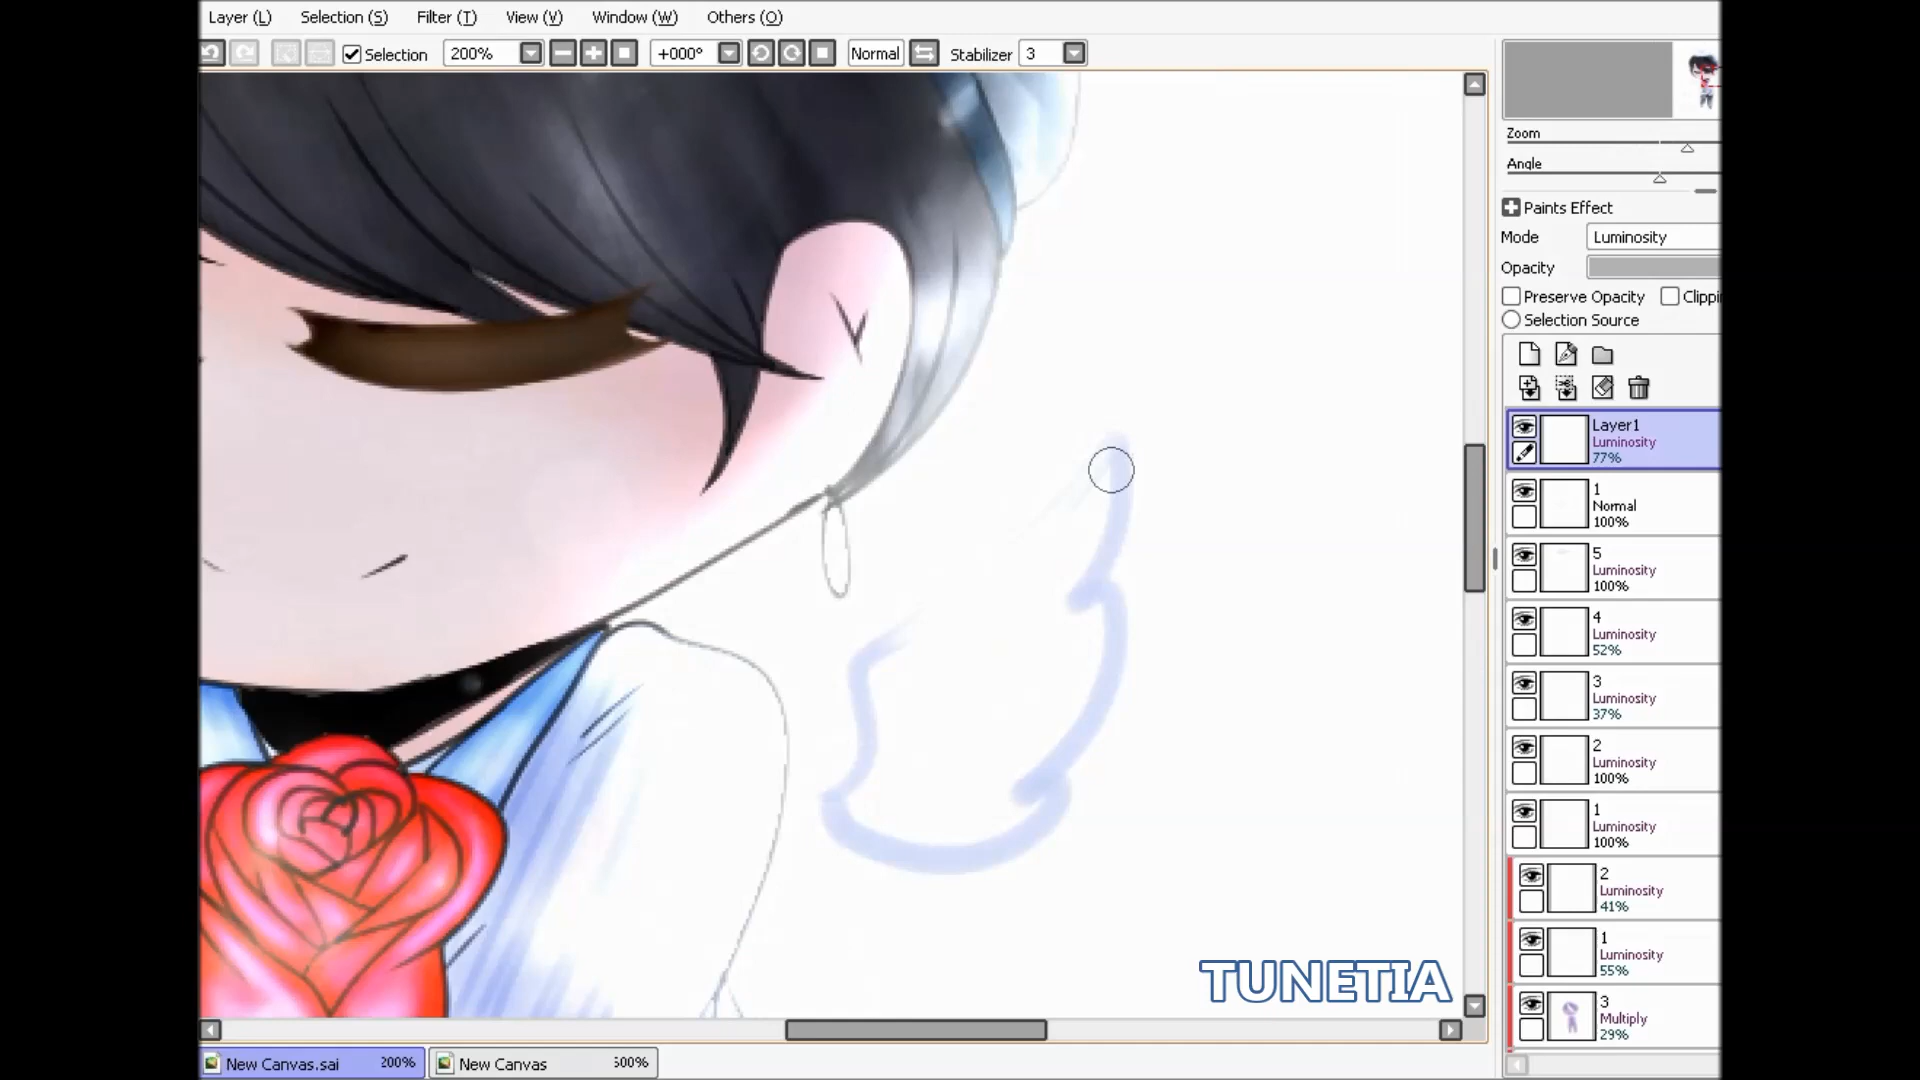 Layer (L) Selection (S) Filter (T) View (V) Window (W) Others (O)
Selection 200% +000° Normal Stabilizer 3
Zoom
Angle
Paints Effect
Mode Luminosity
Opacity
Preserve Opacity Clippi
Selection Source
Layer1
Luminosity
77%
1
Normal
100%
5
Luminosity
100%
4
Luminosity
52%
3
Luminosity
37%
2
Luminosity
100%
1
Luminosity
100%
2
Luminosity
41%
1
Luminosity
55%
3
Multiply
29%
TUNETIA
New Canvas.sai 200% New Canvas 500%